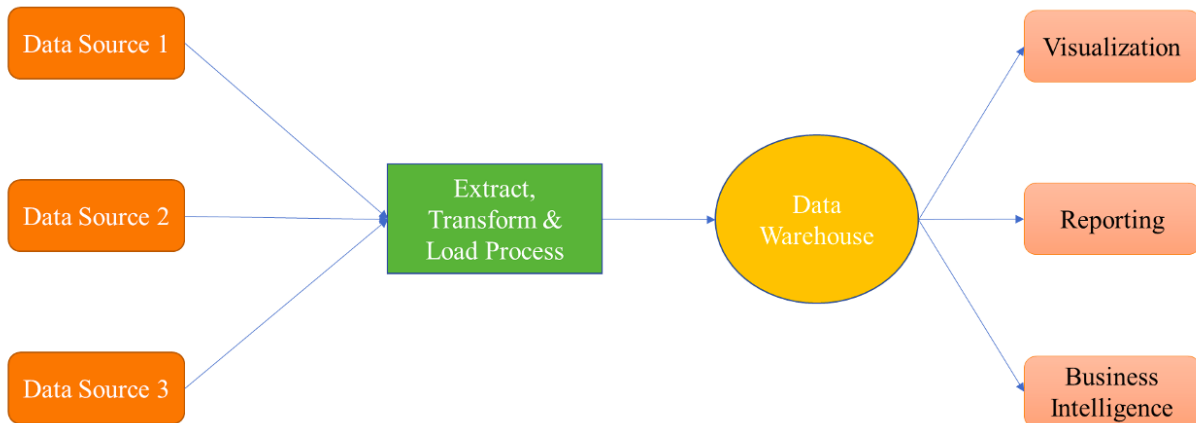 Data Source 1
Data Source 2
Data Source 3
Extract,
Transform &
Load Process
Data
Warehouse
Visualization
Reporting
Business
Intelligence